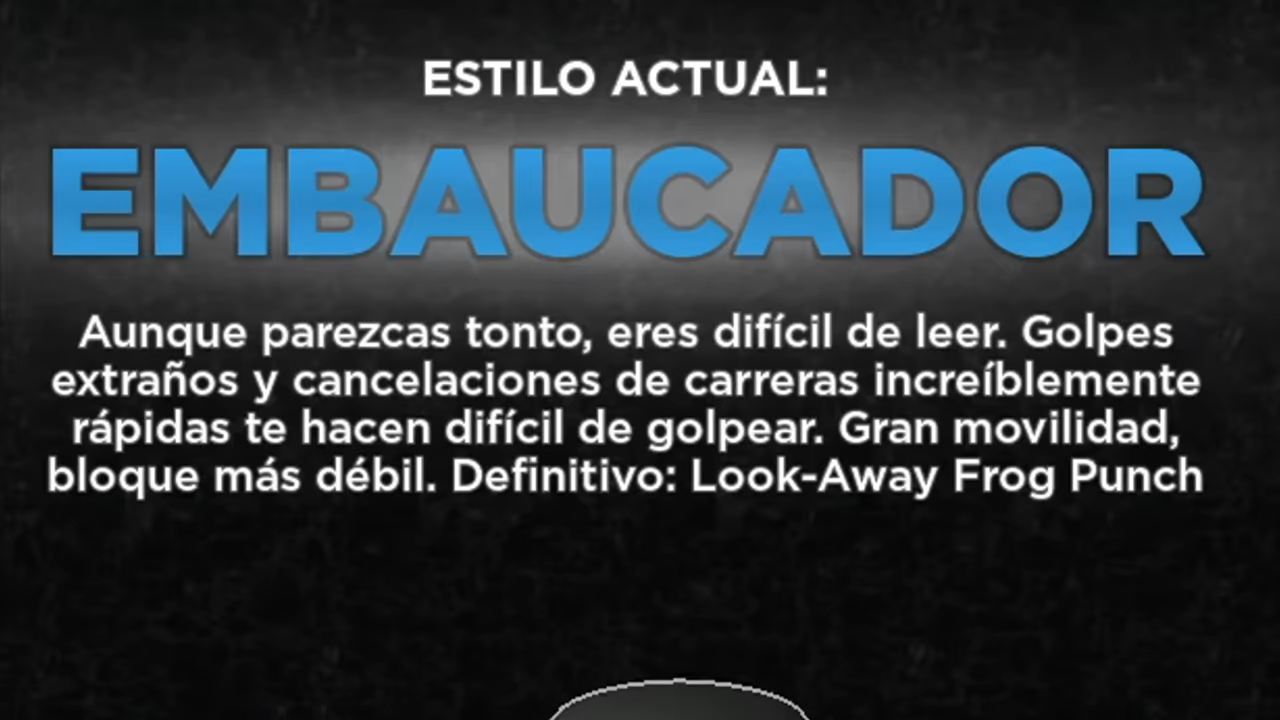 ESTILO ACTUAL:
EMBAUCADOR
Aunque parezcas tonto, eres difícil de leer. Golpes
extraños y cancelaciones de carreras increíblemente
rápidas te hacen difícil de golpear. Gran movilidad,
bloque más débil. Definitivo: Look-Away Frog Punch